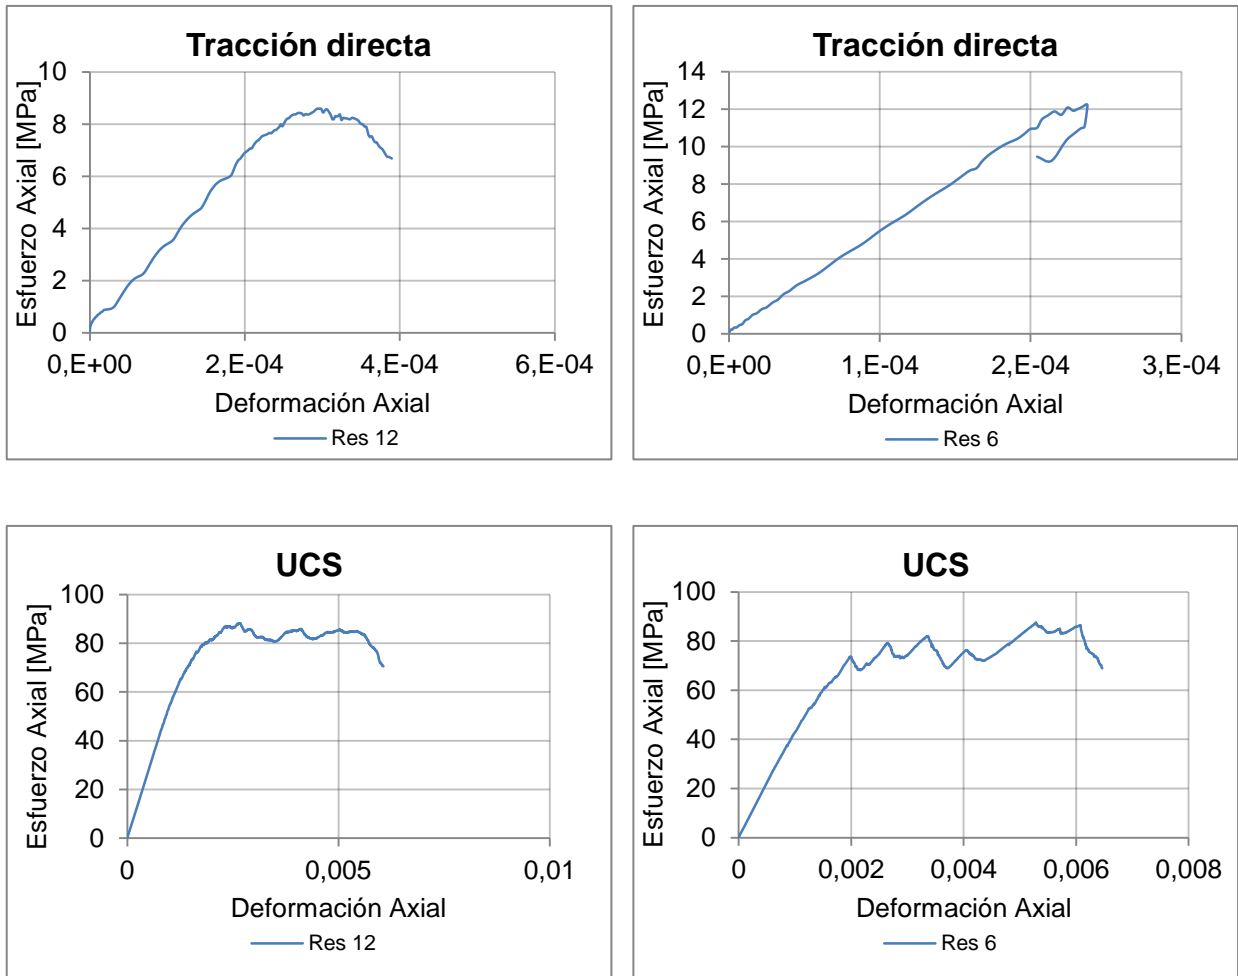 Tracción directa
Esfuerzo Axial [MPa]
10
8
6
4
2
0
0,E+00 2,E-04 4,E-04 6,E-04
Deformación Axial
Res 12
Tracción directa
Esfuerzo Axial [MPa]
14
12
10
8
6
4
2
0
0,E+00 1,E-04 2,E-04 3,E-04
Deformación Axial
Res 6
UCS
Esfuerzo Axial [MPa]
100
80
60
40
20
0
0 0,005 0,01
Deformación Axial
Res 12
UCS
Esfuerzo Axial [MPa]
100
80
60
40
20
0
0 0,002 0,004 0,006 0,008
Deformación Axial
Res 6